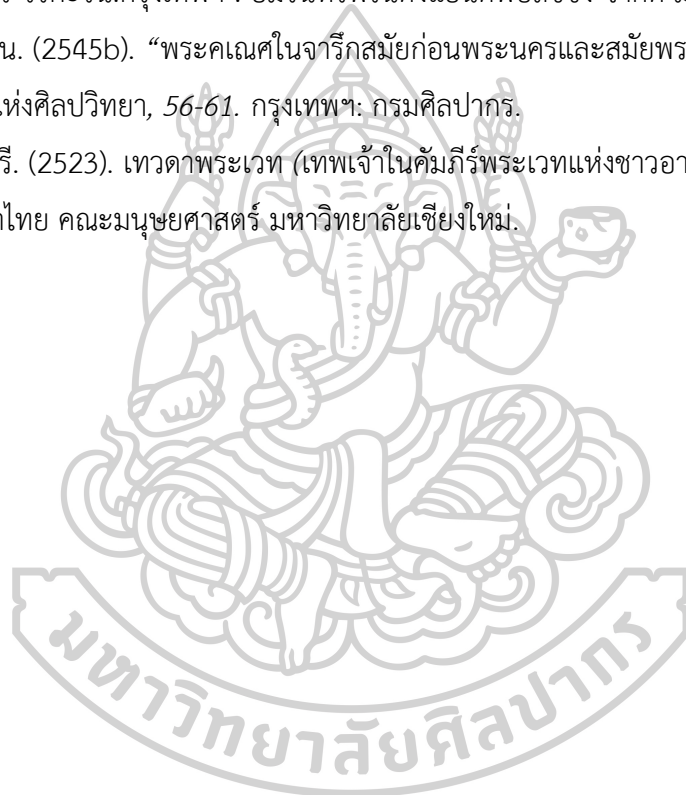 น. (2545b). “พระคเณศในจารึกสมัยก่อนพระนครและสมัยพระ
ห่งศิลปวิทยา, 56-61. กรุงเทพฯ: กรมศิลปากร.
รี. (2523). เทวดาพระเวท (เทพเจ้าในคัมภีร์พระเวทแห่งชาวอา
าไทย คณะมนุษยศาสตร์ มหาวิทยาลัยเชียงใหม่.
มหาวิทยาลัยศิลปากร